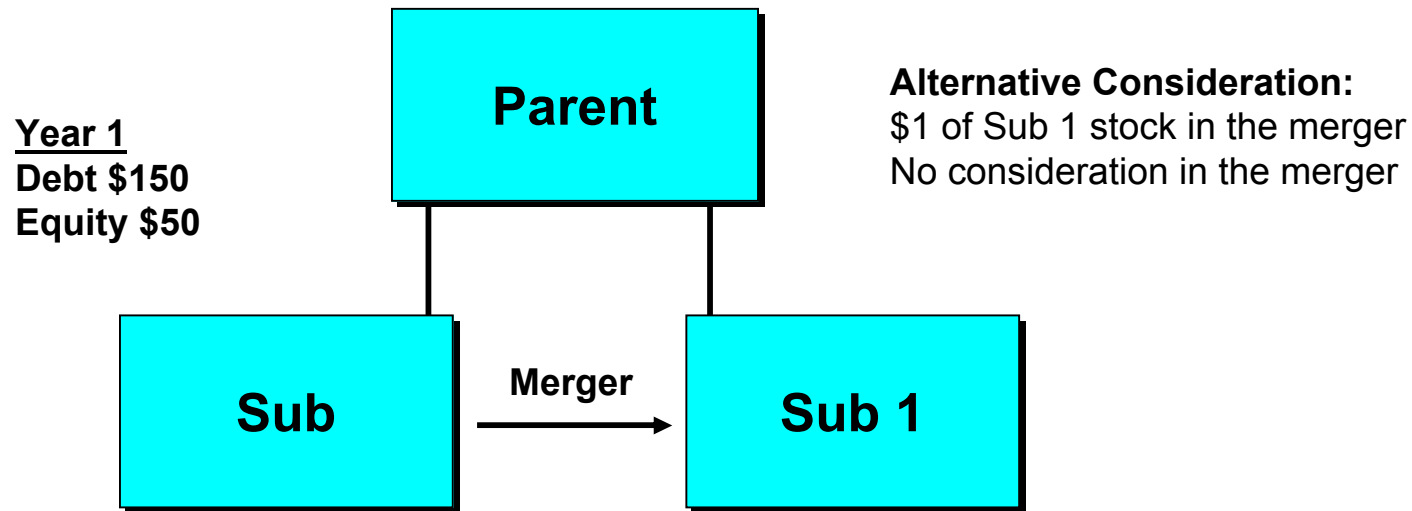 Parent
Alternative Consideration:
$1 of Sub 1 stock in the merger
No consideration in the merger
Year 1
Debt $150
Equity $50
Merger
Sub
Sub 1